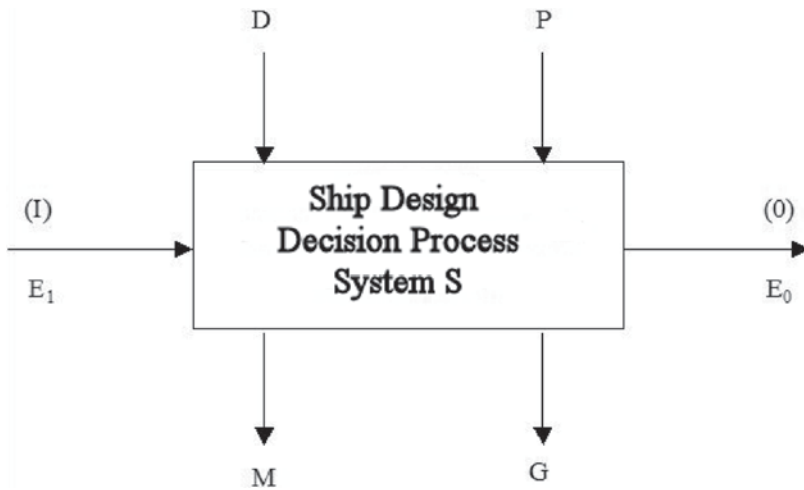 D P
(I)
E₁
Ship Design
Decision Process
System S
(0)
E₀
M G